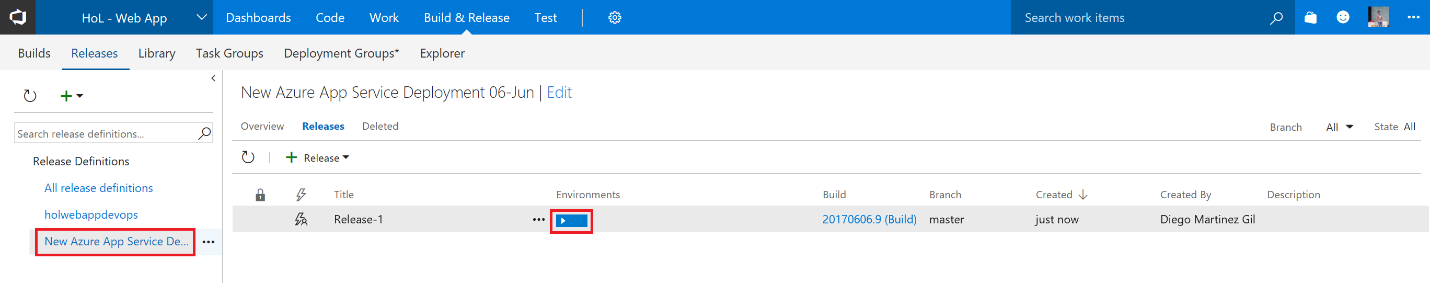 HoL - Web App Dashboards Code Work Build & Release Test Search work items
Builds Releases Library Task Groups Deployment Groups* Explorer
New Azure App Service Deployment 06-Jun | Edit
Search release definitions...
Overview Releases Deleted Branch All State All
Release Definitions
Release
All release definitions
Title Environments Build Branch Created Created By Description
holwebappdevops
Release-1 20170606.9 (Build) master just now Diego Martinez Gil
New Azure App Service De...